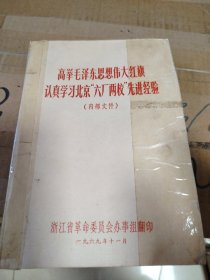 高举毛泽东思想伟大红旗
认真学习北京“六厂两校”先进经验
（内部文件）
浙江省革命委员会办事组翻印
一九六九年十一月